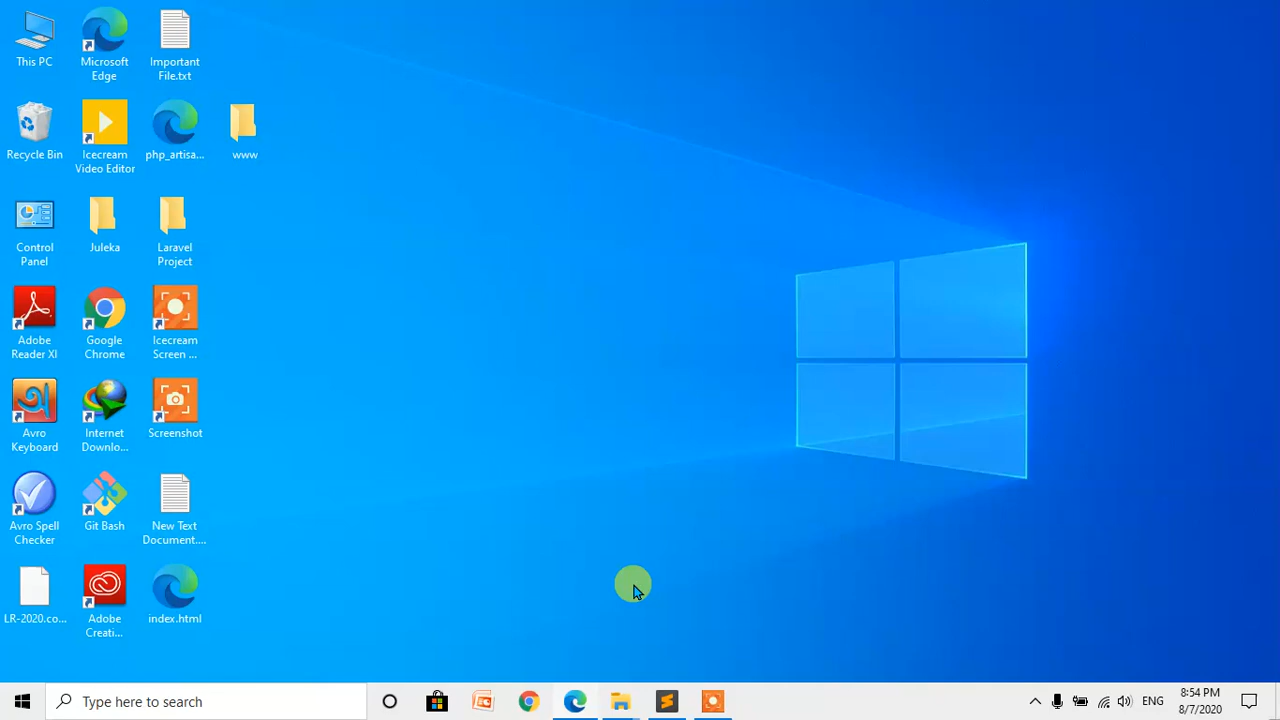 This PC
Microsoft
Edge
Important
File.txt
Recycle Bin
Icecream
Video Editor
php_artisa...
www
Control
Panel
Juleka
Laravel
Project
Adobe
Reader XI
Google
Chrome
Icecream
Screen ...
Avro
Keyboard
Internet
Downlo...
Screenshot
Avro Spell
Checker
Git Bash
New Text
Document....
LR-2020.co...
Adobe
Creati...
index.html
Type here to search
ENG
8:54 PM
8/7/2020